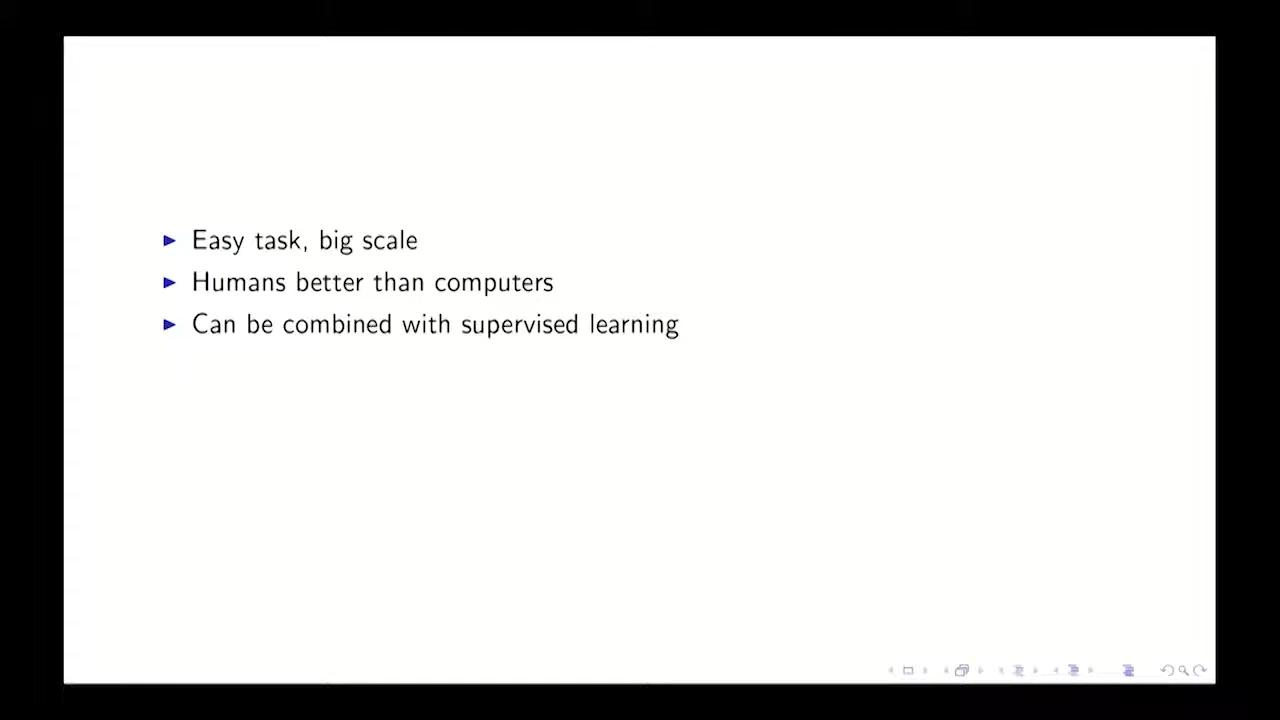 Easy task, big scale
Humans better than computers
Can be combined with supervised learning